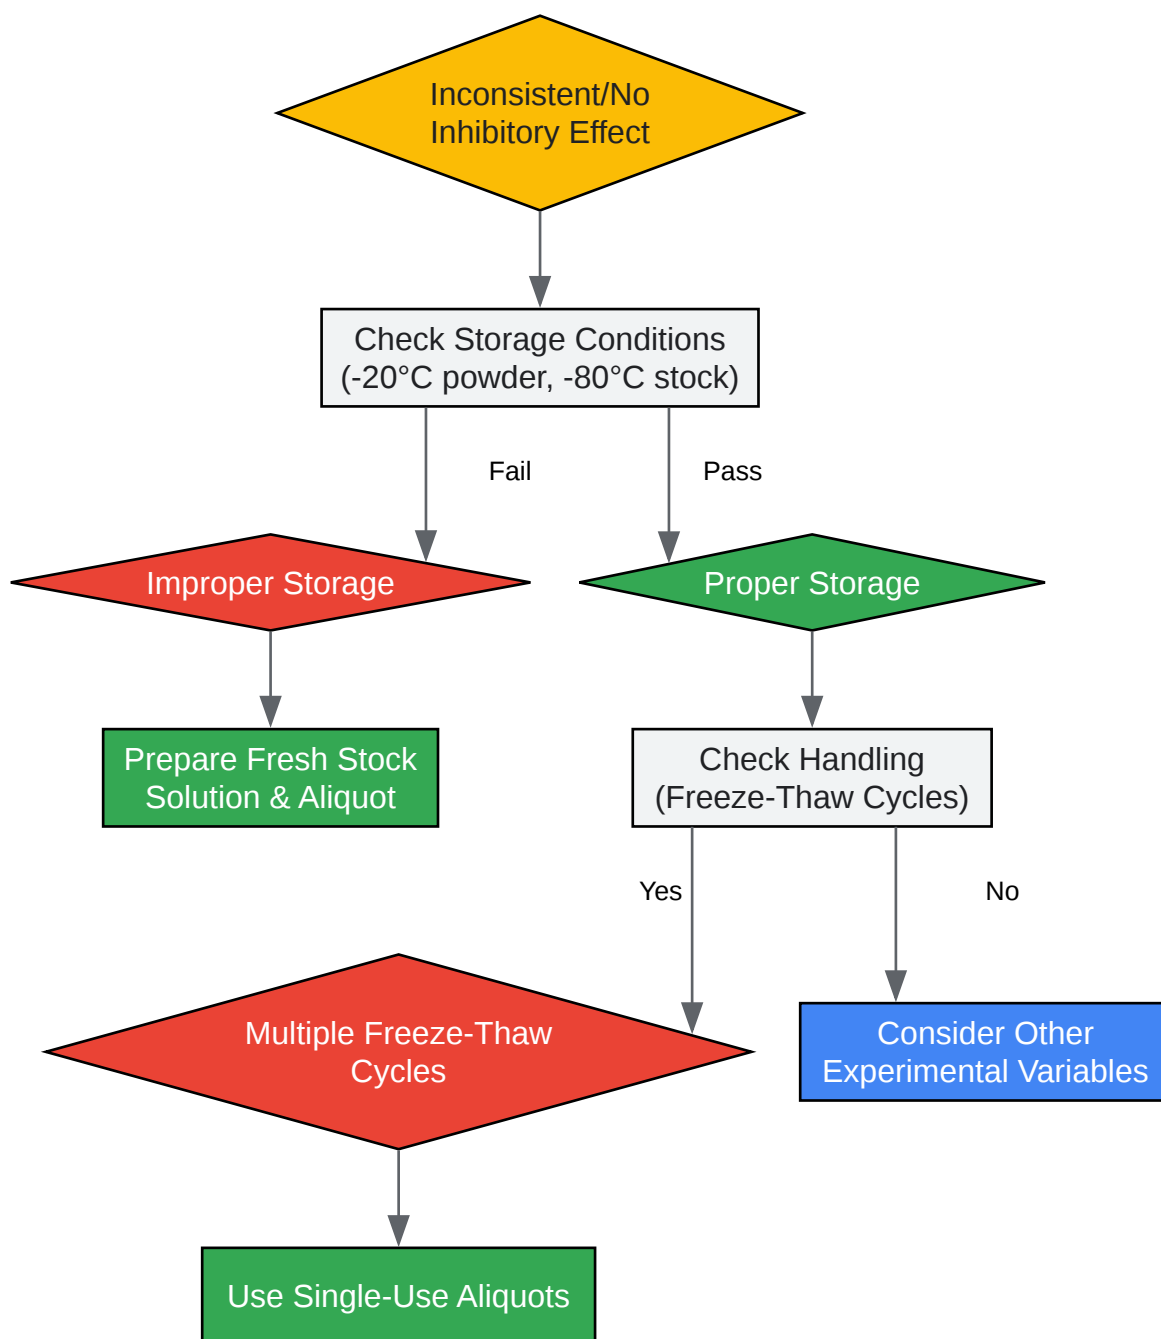 Inconsistent/No
Inhibitory Effect
Check Storage Conditions
(-20°C powder, -80°C stock)
Fail
Pass
Improper Storage
Proper Storage
Prepare Fresh Stock
Solution & Aliquot
Check Handling
(Freeze-Thaw Cycles)
Yes
No
Multiple Freeze-Thaw
Cycles
Consider Other
Experimental Variables
Use Single-Use Aliquots